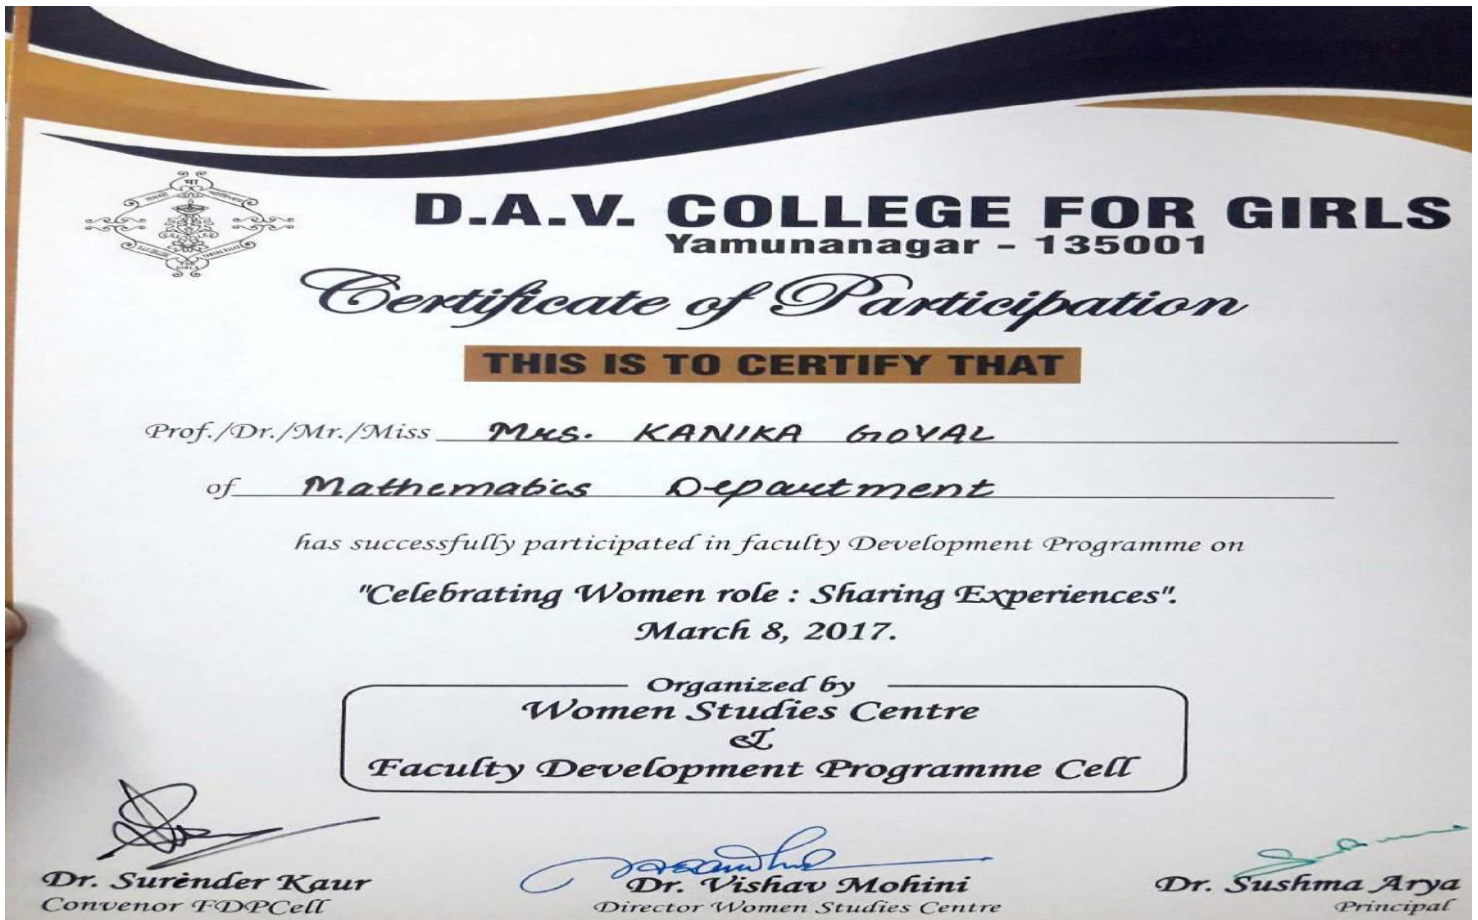 मा
D.A.V. COLLEGE FOR GIRLS
Yamunanagar - 135001
Certificate of Participation
THIS IS TO CERTIFY THAT
Prof./Dr./Mr./Miss Mrs. KANIKA GOYAL
of Mathematics Department
has successfully participated in faculty Development Programme on
"Celebrating Women role : Sharing Experiences".
March 8, 2017.
Organized by
Women Studies Centre
&
Faculty Development Programme Cell
Dr. Surender Kaur
Convenor FDPCell
Dr. Vishav Mohini
Director Women Studies Centre
Dr. Sushma Arya
Principal